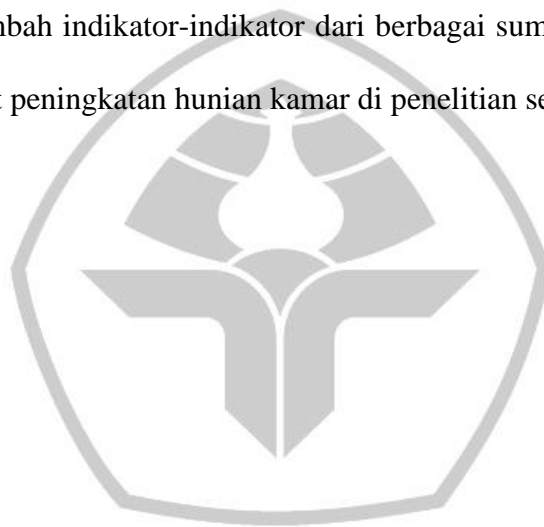 mbah indikator-indikator dari berbagai sum
peningkatan hunian kamar di penelitian se